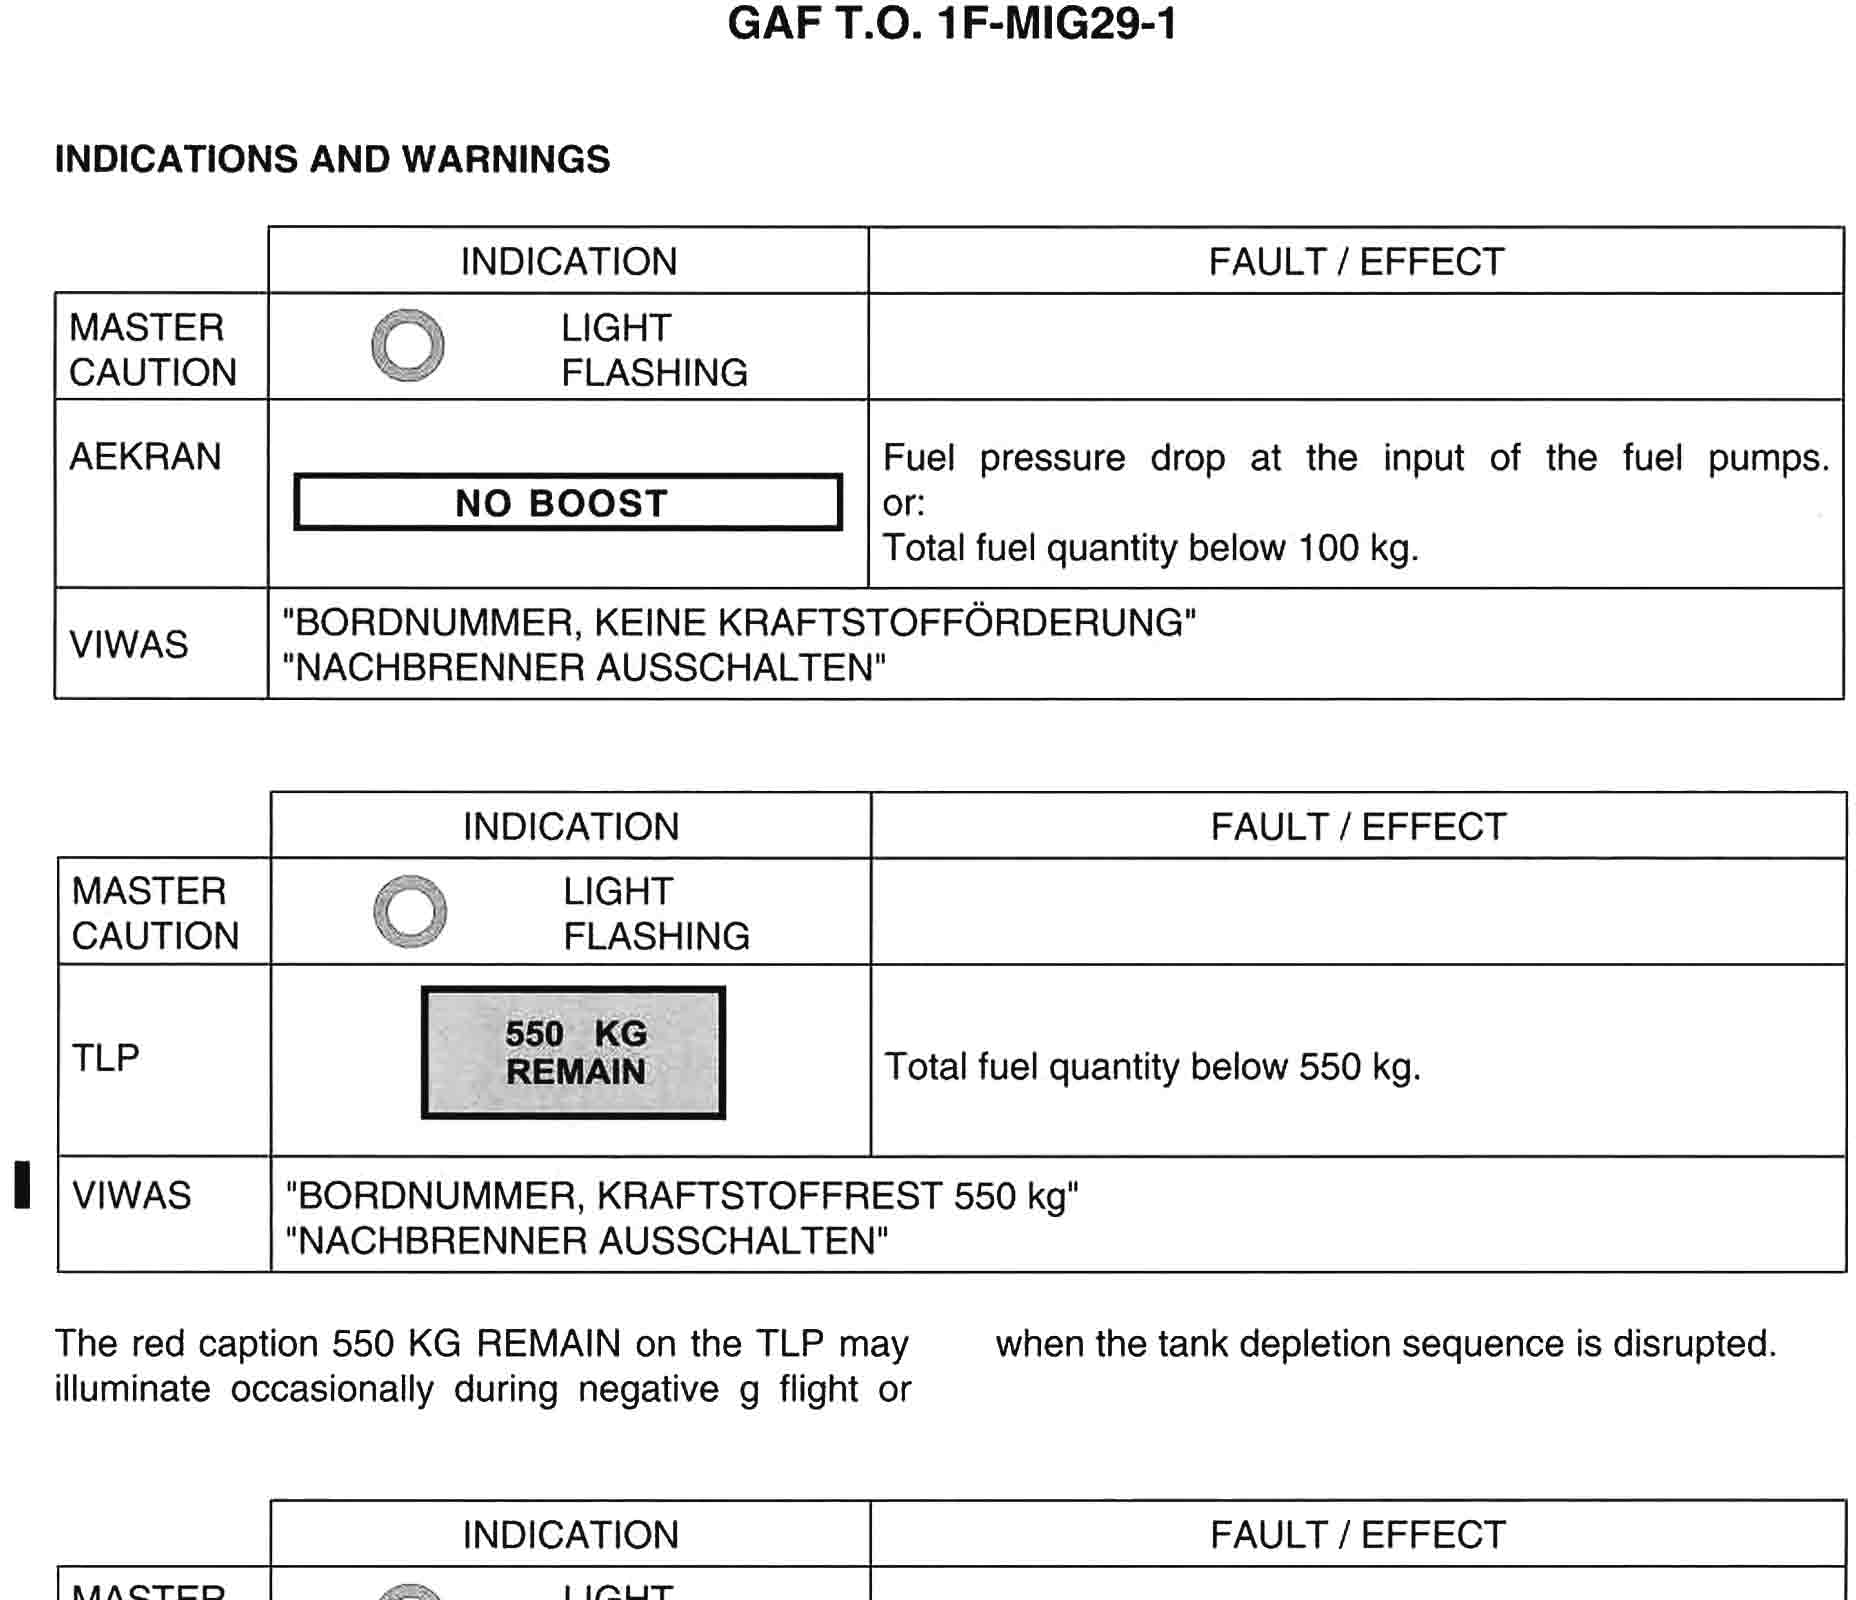 GAF T.O. 1F-MIG29-1
INDICATIONS AND WARNINGS
INDICATION FAULT / EFFECT
MASTER CAUTION LIGHT FLASHING
AEKRAN
NO BOOST
Fuel pressure drop at the input of the fuel pumps.
or:
Total fuel quantity below 100 kg.
VIWAS
"BORDNUMMER, KEINE KRAFTSTOFFÖRDERUNG"
"NACHBRENNER AUSSCHALTEN"
INDICATION FAULT / EFFECT
MASTER CAUTION LIGHT FLASHING
TLP
550 KG
REMAIN
Total fuel quantity below 550 kg.
VIWAS
"BORDNUMMER, KRAFTSTOFFREST 550 kg"
"NACHBRENNER AUSSCHALTEN"
The red caption 550 KG REMAIN on the TLP may
illuminate occasionally during negative g flight or
when the tank depletion sequence is disrupted.
INDICATION FAULT / EFFECT
MASTER LIGHT